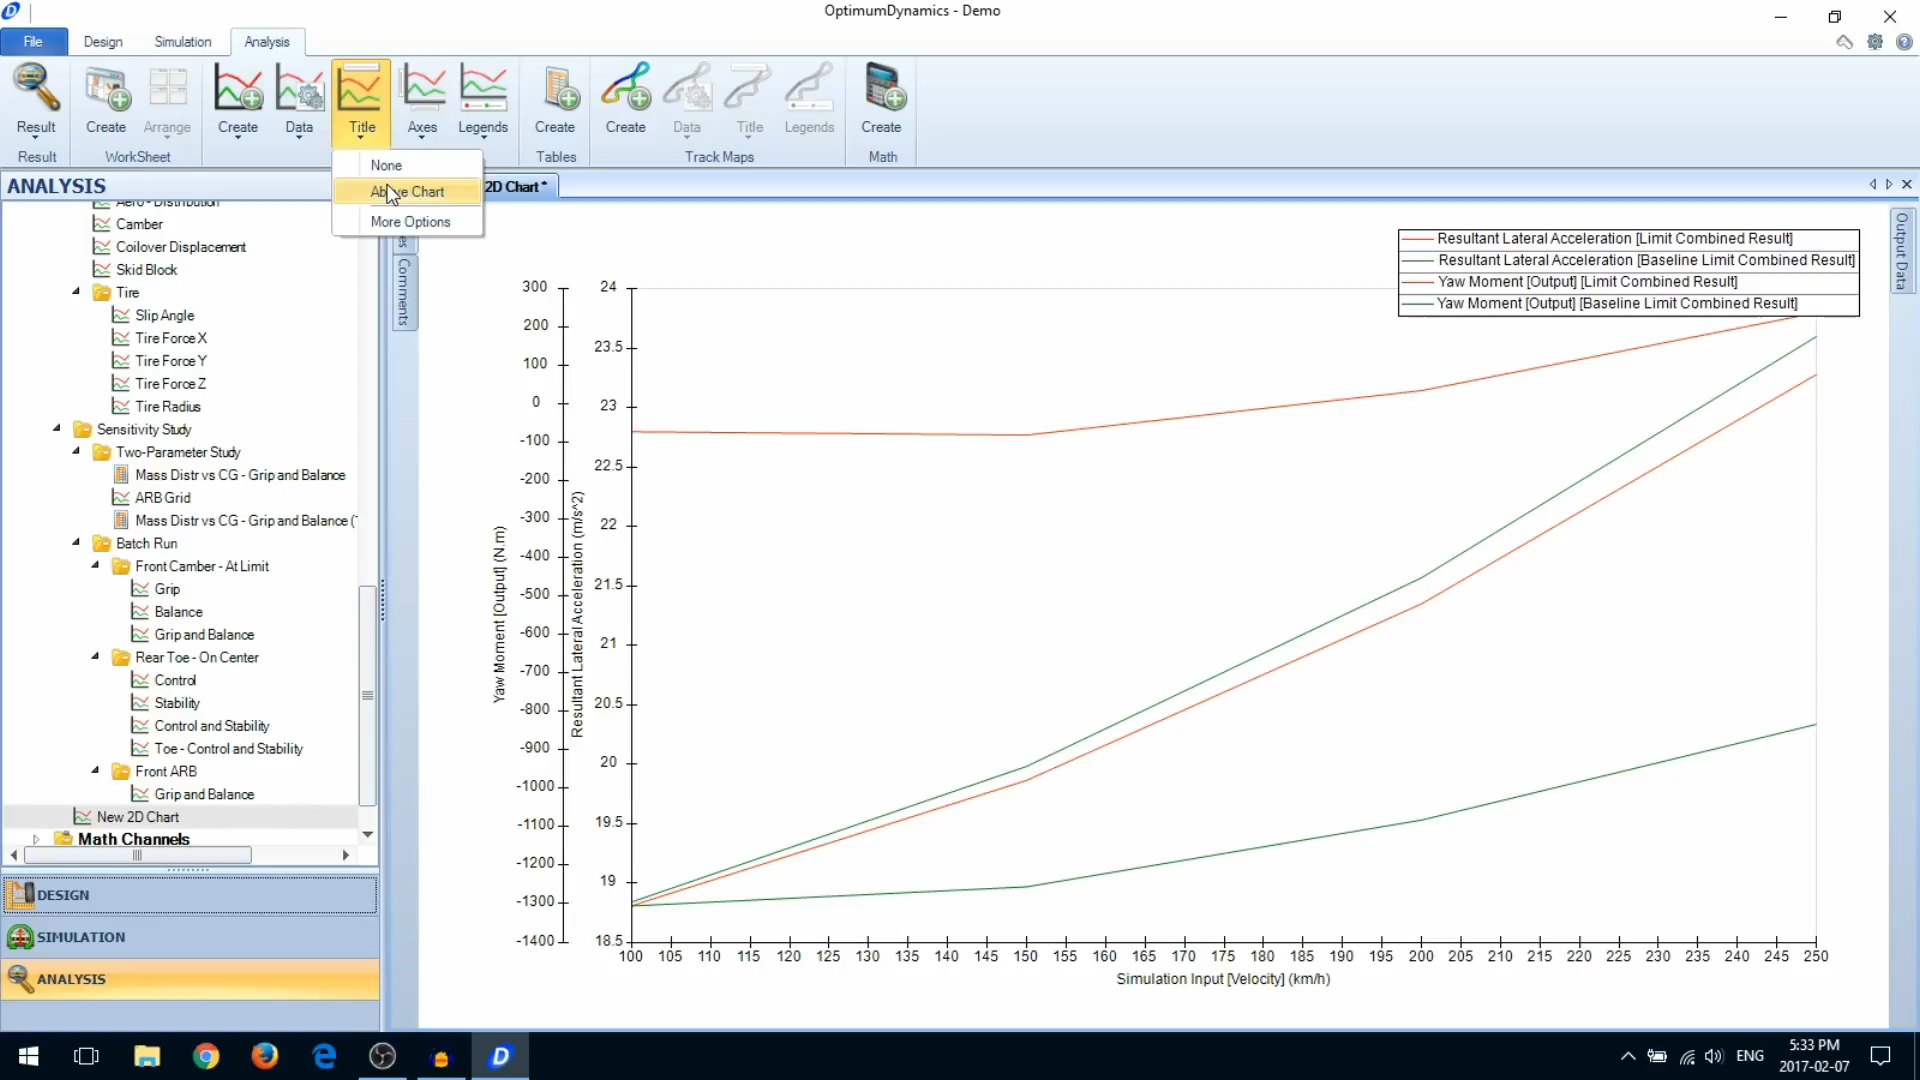 OptimumDynamics - Demo
File
Design
Simulation
Analysis
Result
Create
Arrange
Create
Data
Title
Axes
Legends
Create
Create
Data
Title
Legends
Create
Result
WorkSheet
Tables
Track Maps
Math
None
Above Chart
More Options
ANALYSIS
2D Chart *
Aero - Distribution
Camber
Coilover Displacement
Skid Block
Tire
Slip Angle
Tire Force X
Tire Force Y
Tire Force Z
Tire Radius
Sensitivity Study
Two-Parameter Study
Mass Distr vs CG - Grip and Balance
ARB Grid
Mass Distr vs CG - Grip and Balance (
Batch Run
Front Camber - At Limit
Grip
Balance
Grip and Balance
Rear Toe - On Center
Control
Stability
Control and Stability
Toe - Control and Stability
Front ARB
Grip and Balance
New 2D Chart
Math Channels
DESIGN
SIMULATION
ANALYSIS
Comments
Output Data
Resultant Lateral Acceleration [Limit Combined Result]
Resultant Lateral Acceleration [Baseline Limit Combined Result]
Yaw Moment [Output] [Limit Combined Result]
Yaw Moment [Output] [Baseline Limit Combined Result]
Yaw Moment [Output] (N.m)
300
200
100
0
-100
-200
-300
-400
-500
-600
-700
-800
-900
-1000
-1100
-1200
-1300
-1400
Resultant Lateral Acceleration (m/s^2)
24
23.5
23
22.5
22
21.5
21
20.5
20
19.5
19
18.5
100 105 110 115 120 125 130 135 140 145 150 155 160 165 170 175 180 185 190 195 200 205 210 215 220 225 230 235 240 245 250
Simulation Input [Velocity] (km/h)
ENG
5:33 PM
2017-02-07